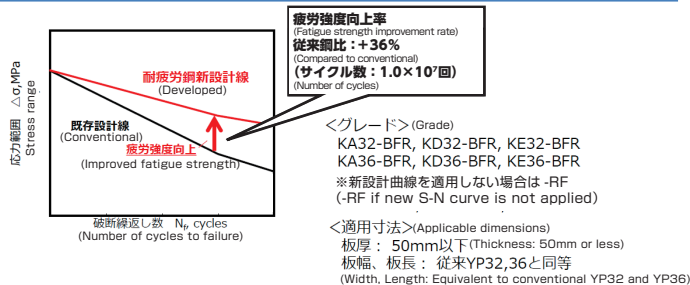 疲労強度向上率
(Fatigue strength improvement rate)
従来鋼比：+36%
(Compared to conventional)
(サイクル数：1.0×10⁷回)
(Number of cycles)
応力範囲 △σ,MPa
Stress range
耐疲労鋼新設計線
(Developed)
既存設計線
(Conventional)
疲労強度向上
(Improved fatigue strength)
破断繰返し数 Nf, cycles
(Number of cycles to failure)
＜グレード＞(Grade)
KA32-BFR, KD32-BFR, KE32-BFR
KA36-BFR, KD36-BFR, KE36-BFR
※新設計曲線を適用しない場合は -RF
(-RF if new S-N curve is not applied)
＜適用寸法＞(Applicable dimensions)
板厚： 50mm以下(Thickness: 50mm or less)
板幅、板長： 従来YP32,36と同等
(Width, Length: Equivalent to conventional YP32 and YP36)